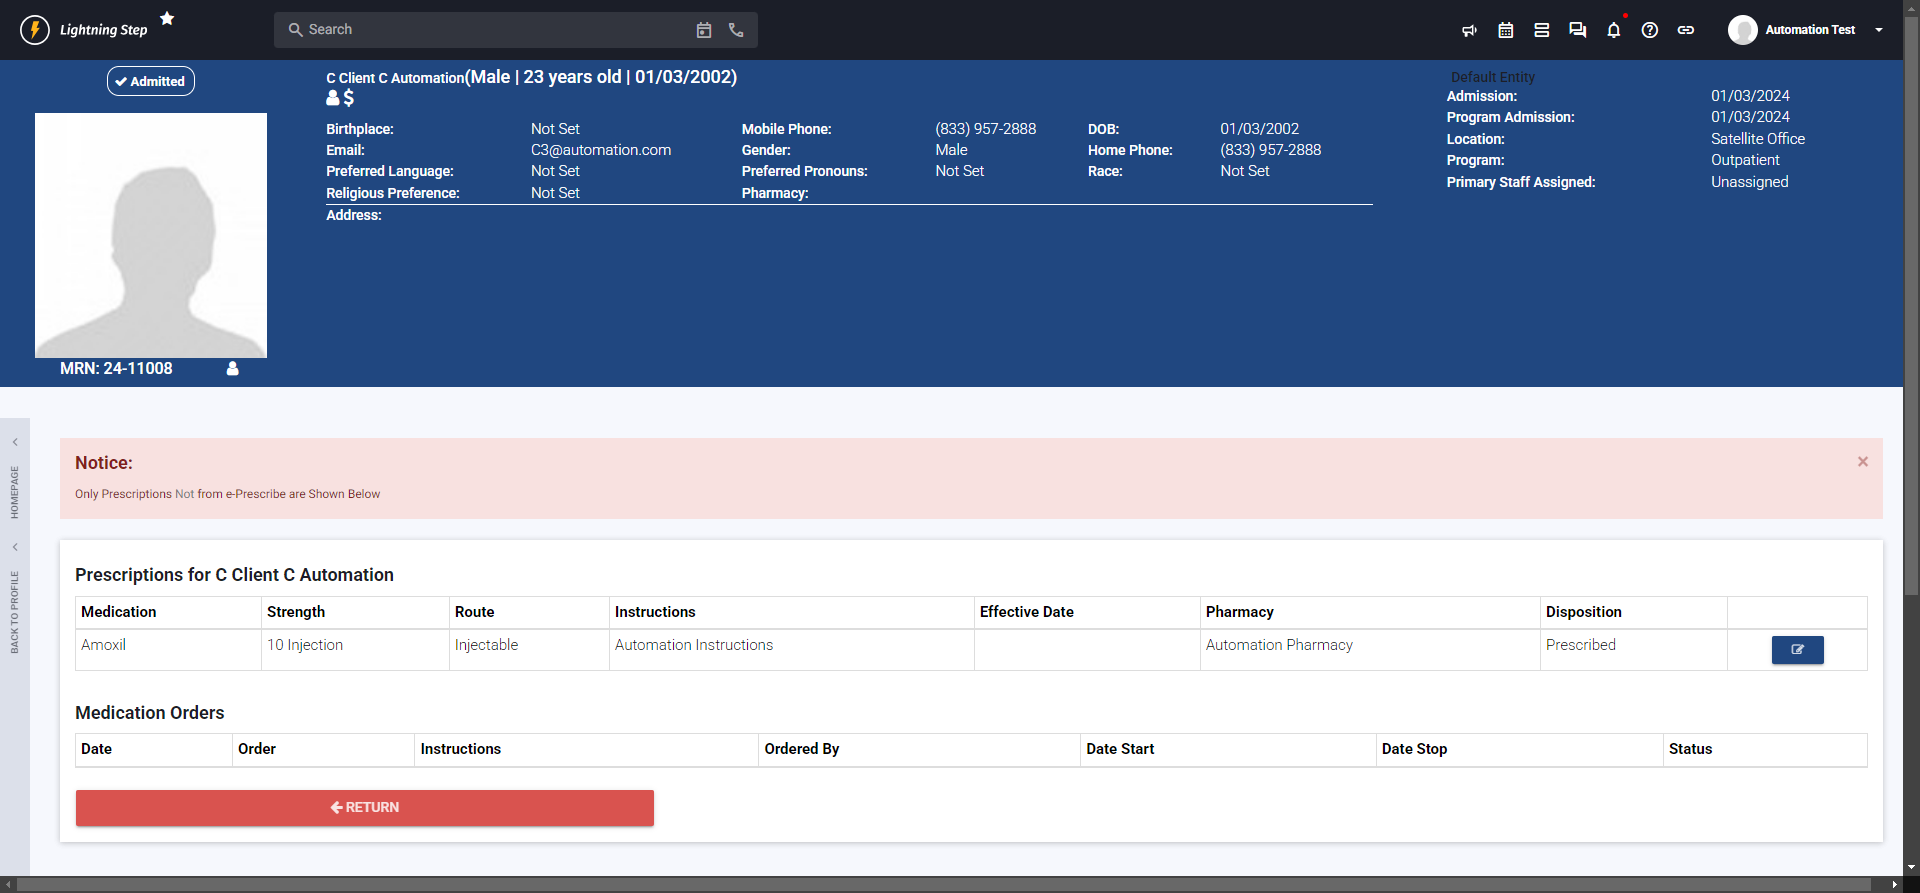 Lightning Step
Search
Automation Test
Admitted
MRN: 24-11008
C Client C Automation(Male | 23 years old | 01/03/2002)
Birthplace: Not Set Mobile Phone: (833) 957-2888 DOB: 01/03/2002
Email: C3@automation.com Gender: Male Home Phone: (833) 957-2888
Preferred Language: Not Set Preferred Pronouns: Not Set Race: Not Set
Religious Preference: Not Set Pharmacy:
Address:
Default Entity
Admission: 01/03/2024
Program Admission: 01/03/2024
Location: Satellite Office
Program: Outpatient
Primary Staff Assigned: Unassigned
HOMEPAGE
BACK TO PROFILE
Notice:
×
Only Prescriptions Not from e-Prescribe are Shown Below
Prescriptions for C Client C Automation
Medication Strength Route Instructions Effective Date Pharmacy Disposition
Amoxil 10 Injection Injectable Automation Instructions Automation Pharmacy Prescribed
Medication Orders
Date Order Instructions Ordered By Date Start Date Stop Status
RETURN